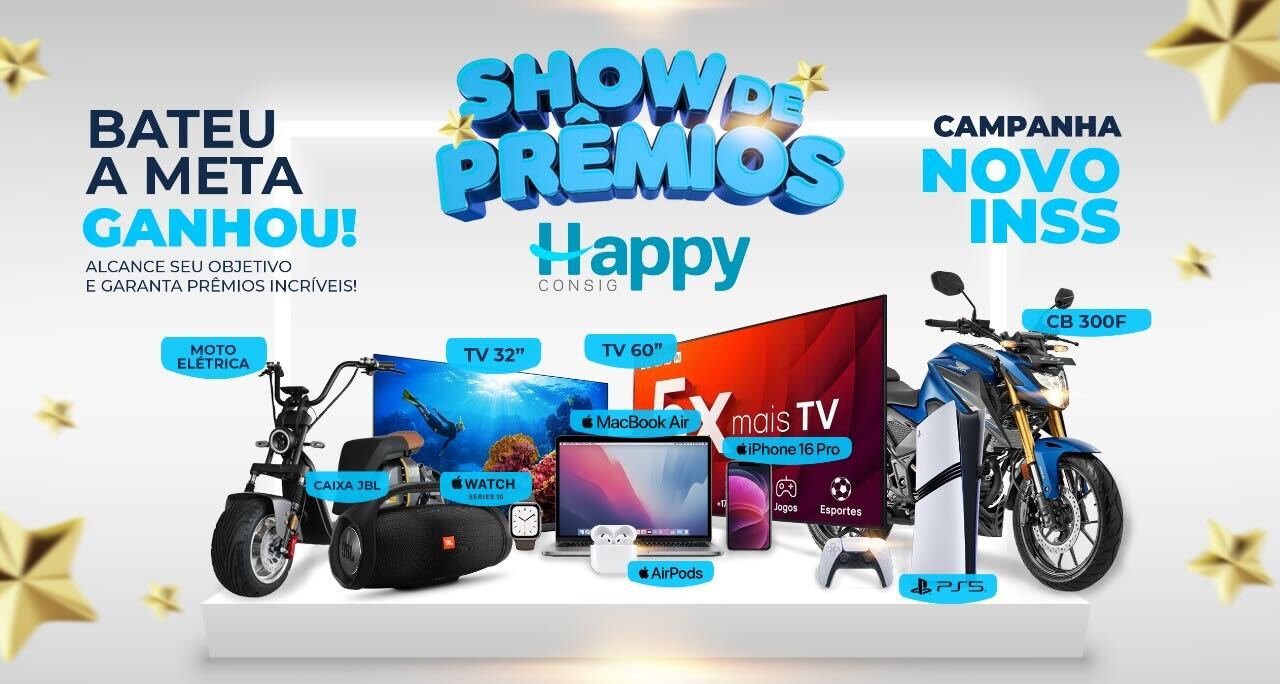 SHOW DE
PRÊMIOS
Happy
CONSIG
BATEU
A META
GANHOU!
ALCANCE SEU OBJETIVO
E GARANTA PRÊMIOS INCRÍVEIS!
CAMPANHA
NOVO
INSS
MOTO
ELÉTRICA
TV 32”
TV 60”
CB 300F
5X mais TV
MacBook Air
iPhone 16 Pro
CAIXA JBL
WATCH
SERIES 10
Jogos
Esportes
JBL
AirPods
PS5